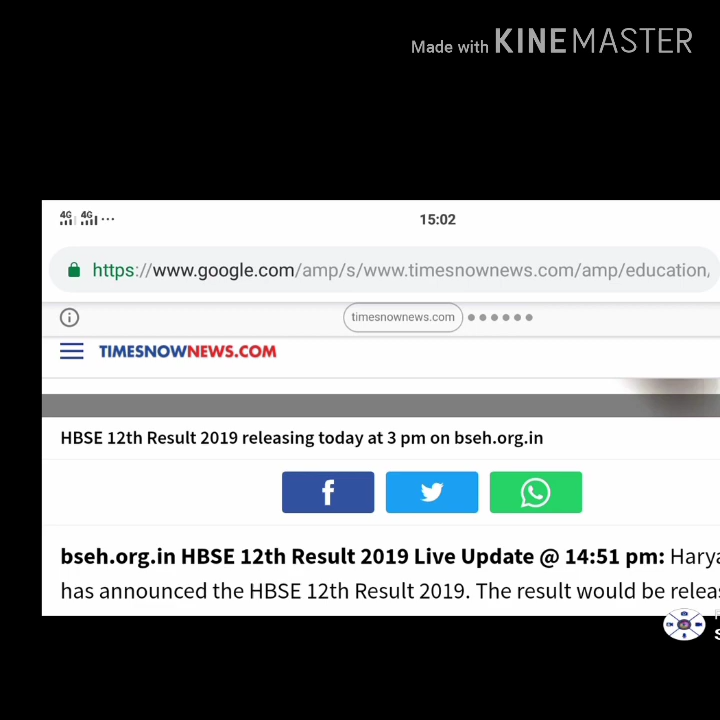 Made with KINEMASTER
4G 4G
15:02
https://www.google.com/amp/s/www.timesnownews.com/amp/education,
timesnownews.com
TIMESNOWNEWS.COM
HBSE 12th Result 2019 releasing today at 3 pm on bseh.org.in
bseh.org.in HBSE 12th Result 2019 Live Update @ 14:51 pm: Harya
has announced the HBSE 12th Result 2019. The result would be releas